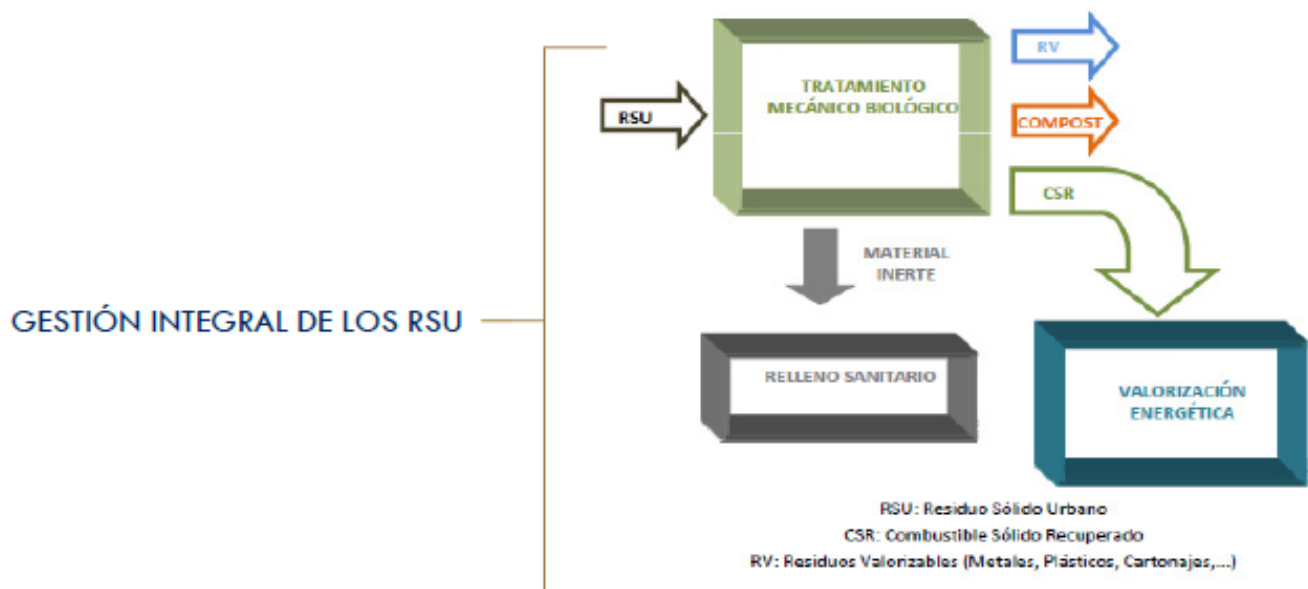 RV
TRATAMIENTO
MECÁNICO BIOLÓGICO
RSU
COMPOST
CSR
MATERIAL
INERTE
GESTIÓN INTEGRAL DE LOS RSU
RELLENO SANITARIO
VALORIZACIÓN
ENERGÉTICA
RSU: Residuo Sólido Urbano
CSR: Combustible Sólido Recuperado
RV: Residuos Valorizables (Metales, Plásticos, Cartonajes,...)